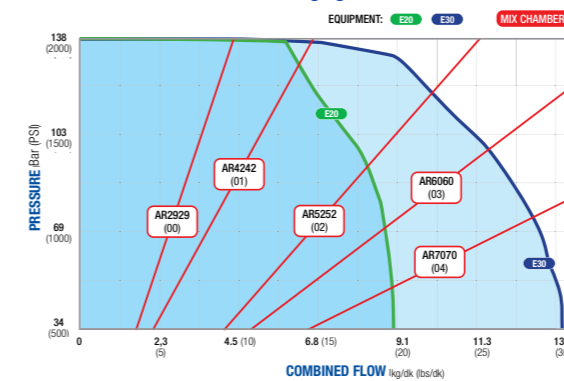 EQUIPMENT: E20 E30 MIX CHAMBER
138
(2000)
103
(1500)
69
(1000)
34
(500)
PRESSURE Bar (PSI)
E20
AR4242
(01)
AR6060
(03)
AR2929
(00)
AR5252
(02)
AR7070
(04)
E30
0
2,3
(5)
4.5 (10)
6.8 (15)
9.1
(20)
11.3
(25)
COMBINED FLOW kg/dk (lbs/dk)